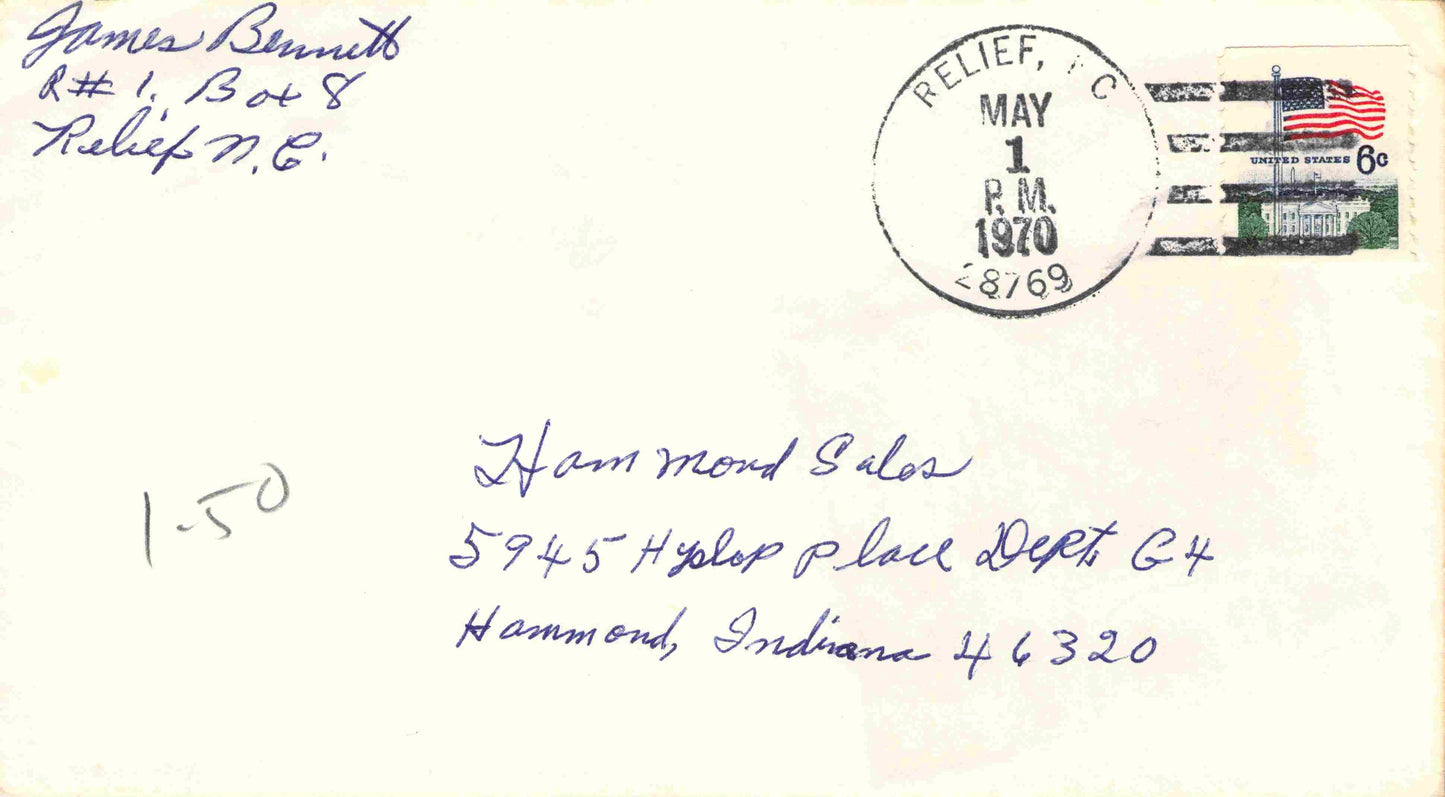 James Bennett
R#1, Box 8
Relief N.C.
RELIEF, C
MAY
1
P.M.
1970
28769
UNITED STATES 6c
1-50
Hammond Sales
5945 Hyslop place Dept. G4
Hammond, Indiana 46320